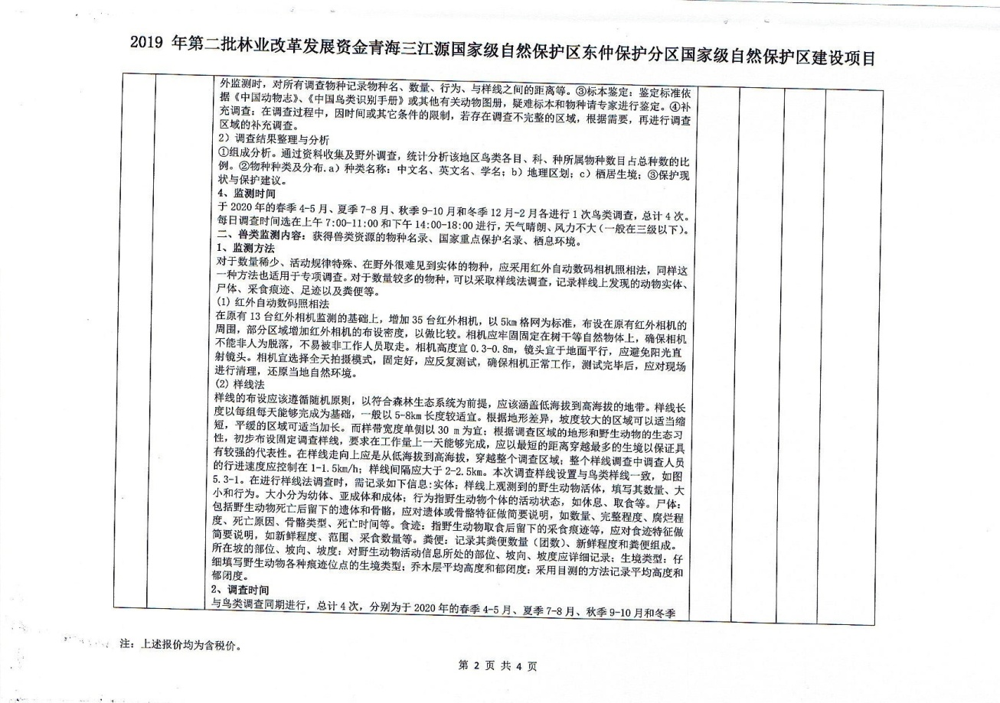 2019 年第二批林业改革发展资金青海三江源国家级自然保护区东仲保护分区国家级自然保护区建设项目
外监测时，对所有调查物种记录物种名、数量、行为、与样线之间的距离等。③标本鉴定：鉴定标准依
据《中国动物志》、《中国鸟类识别手册》或其他有关动物图册，疑难标本和物种请专家进行鉴定。④补
充调查：在调查过程中，因时间或其它条件的限制，若存在调查不完整的区域，根据需要，再进行调查
区域的补充调查。
2）调查结果整理与分析
①组成分析。通过资料收集及野外调查，统计分析该地区鸟类各目、科、种所属物种数目占总种数的比
例。②物种种类及分布.a）种类名称：中文名、英文名、学名；b）地理区划；c）栖居生境；③保护现
状与保护建议。
4、监测时间
于 2020 年的春季 4-5 月、夏季 7-8 月、秋季 9-10 月和冬季 12 月-2 月各进行 1 次鸟类调查，总计 4 次。
每日调查时间选在上午 7:00-11:00 和下午 14:00-18:00 进行，天气晴朗、风力不大（一般在三级以下）。
二、兽类监测内容：获得兽类资源的物种名录、国家重点保护名录、栖息环境。
1、监测方法
对于数量稀少、活动规律特殊、在野外很难见到实体的物种，应采用红外自动数码相机照相法，同样这
一种方法也适用于专项调查。对于数量较多的物种，可以采取样线法调查，记录样线上发现的动物实体、
尸体、采食痕迹、足迹以及粪便等。
(1) 红外自动数码照相法
在原有 13 台红外相机监测的基础上，增加 35 台红外相机，以 5km 格网为标准，布设在原有红外相机的
周围，部分区域增加红外相机的布设密度，以做比较。相机应牢固固定在树干等自然物体上，确保相机
不能非人为脱落，不易被非工作人员取走。相机高度宜 0.3-0.8m，镜头宜于地面平行，应避免阳光直
射镜头。相机宜选择全天拍摄模式，固定好，应反复测试，确保相机正常工作，测试完毕后，应对现场
进行清理，还原当地自然环境。
(2) 样线法
样线的布设应该遵循随机原则，以符合森林生态系统为前提，应该涵盖低海拔到高海拔的地带。样线长
度以每组每天能够完成为基础，一般以 5-8km 长度较适宜。根据地形差异，坡度较大的区域可以适当缩
短，平缓的区域可适当加长。而样带宽度单侧以 30 m 为宜；根据调查区域的地形和野生动物的生态习
性，初步布设固定调查样线，要求在工作量上一天能够完成，应以最短的距离穿越最多的生境以保证具
有较强的代表性。在样线走向上应是从低海拔到高海拔，穿越整个调查区域；整个样线调查中调查人员
的行进速度应控制在 1-1.5km/h；样线间隔应大于 2-2.5km。本次调查样线设置与鸟类样线一致，如图
5.3-1。在进行样线法调查时，需记录如下信息:实体：样线上观测到的野生动物活体，填写其数量、大
小和行为。大小分为幼体、亚成体和成体；行为指野生动物个体的活动状态，如休息、取食等。尸体：
包括野生动物死亡后留下的遗体和骨骼，应对遗体或骨骼特征做简要说明，如数量、完整程度、腐烂程
度、死亡原因、骨骼类型、死亡时间等。食迹：指野生动物取食后留下的采食痕迹等，应对食迹特征做
简要说明，如新鲜程度、范围、采食数量等。粪便：记录其粪便数量（团数）、新鲜程度和粪便组成。
所在坡的部位、坡向、坡度：对野生动物活动信息所处的部位、坡向、坡度应详细记录；生境类型：仔
细填写野生动物各种痕迹位点的生境类型；乔木层平均高度和郁闭度：采用目测的方法记录平均高度和
郁闭度。
2、调查时间
与鸟类调查同期进行，总计 4 次，分别为于 2020 年的春季 4-5 月、夏季 7-8 月、秋季 9-10 月和冬季
注：上述报价均为含税价。
第 2 页 共 4 页